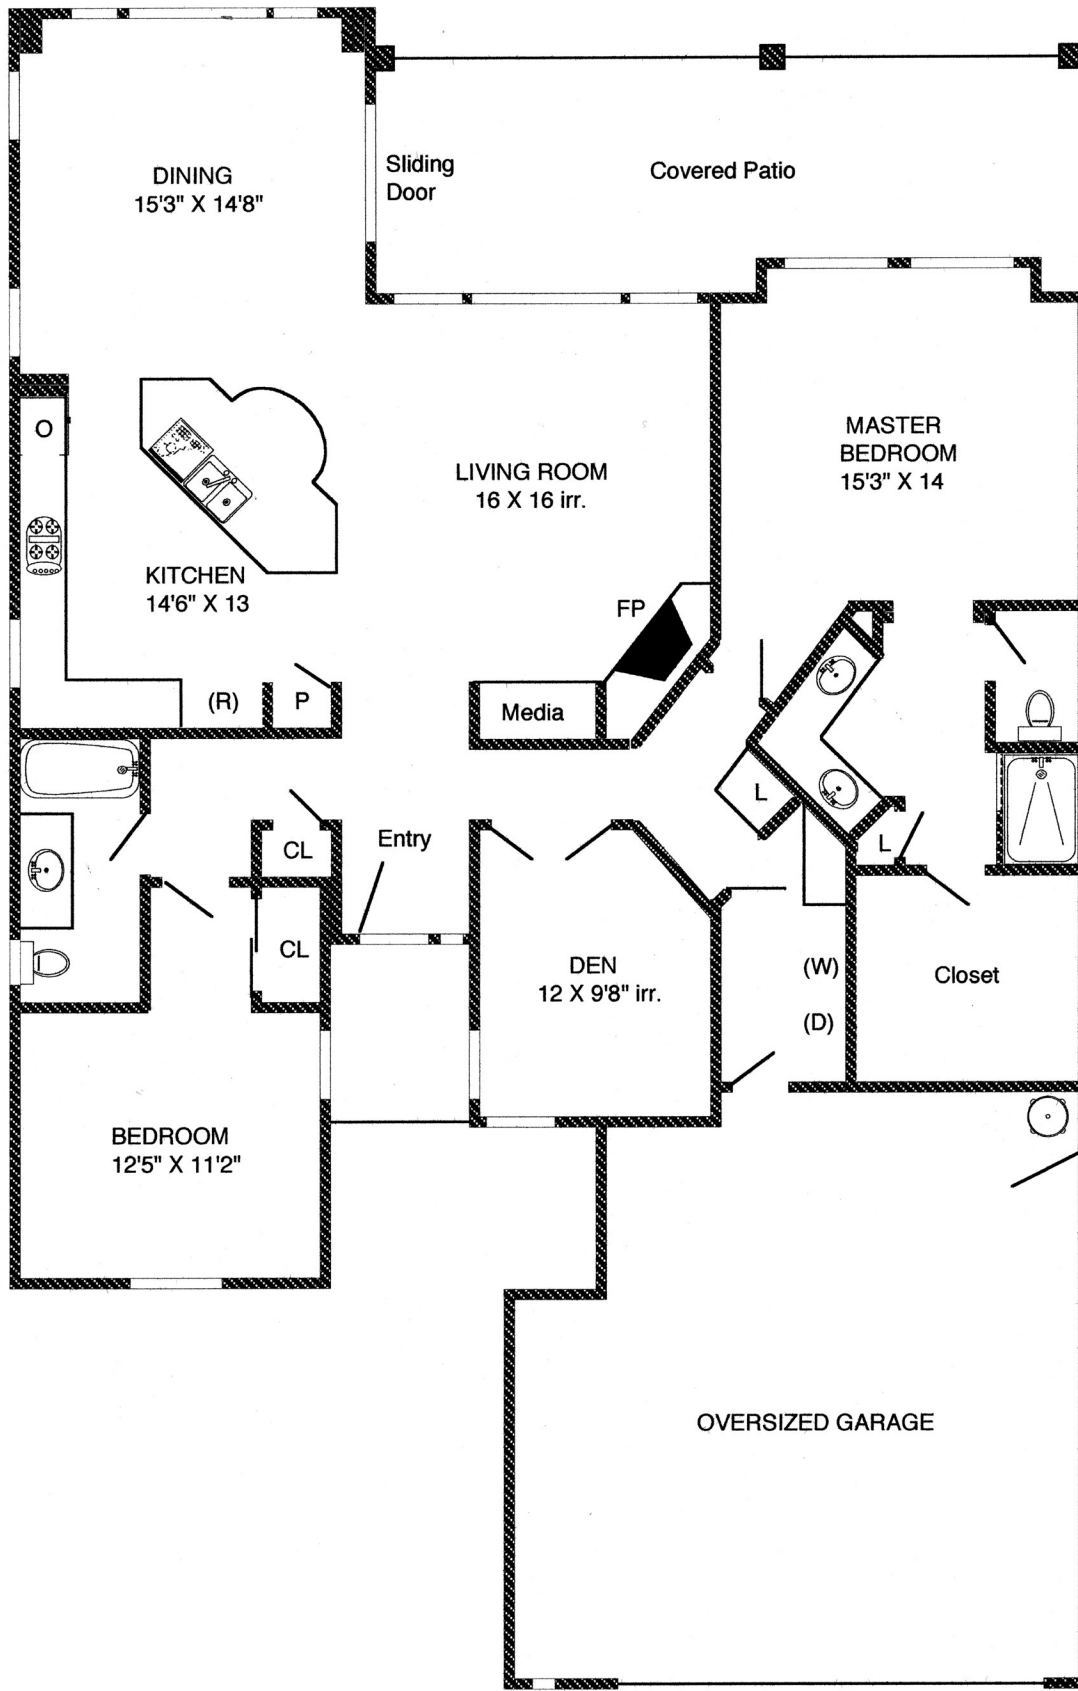 DINING
15'3" X 14'8"
Sliding
Door
Covered Patio
O
MASTER
BEDROOM
15'3" X 14
LIVING ROOM
16 X 16 irr.
KITCHEN
14'6" X 13
FP
(R)
P
Media
L
L
CL
Entry
CL
DEN
12 X 9'8" irr.
(W)
(D)
Closet
BEDROOM
12'5" X 11'2"
OVERSIZED GARAGE